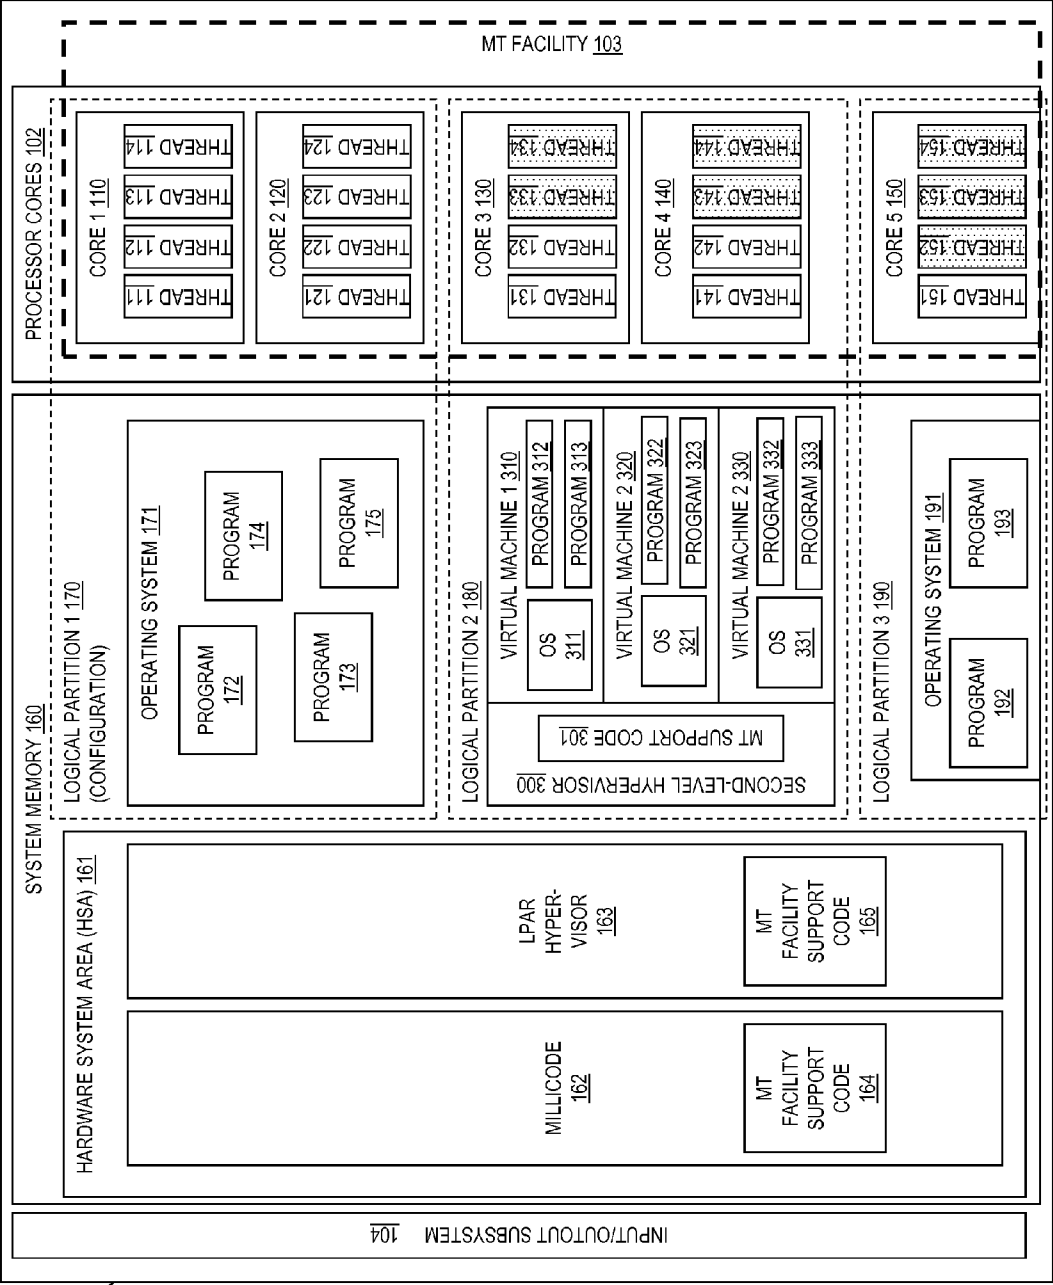 MT FACILITY 103
PROCESSOR CORES 102
CORE 1 110
THREAD 111
THREAD 112
THREAD 113
THREAD 114
CORE 2 120
THREAD 121
THREAD 122
THREAD 123
THREAD 124
CORE 3 130
THREAD 131
THREAD 132
THREAD 133
THREAD 134
CORE 4 140
THREAD 141
THREAD 142
THREAD 143
THREAD 144
CORE 5 150
THREAD 151
THREAD 152
THREAD 153
THREAD 154
SYSTEM MEMORY 160
LOGICAL PARTITION 1 170
(CONFIGURATION)
OPERATING SYSTEM 171
PROGRAM
172
PROGRAM
173
PROGRAM
174
PROGRAM
175
LOGICAL PARTITION 2 180
VIRTUAL MACHINE 1 310
OS
311
PROGRAM 312
PROGRAM 313
VIRTUAL MACHINE 2 320
OS
321
PROGRAM 322
PROGRAM 323
VIRTUAL MACHINE 2 330
OS
331
PROGRAM 332
PROGRAM 333
MT SUPPORT CODE 301
SECOND-LEVEL HYPERVISOR 300
LOGICAL PARTITION 3 190
OPERATING SYSTEM 191
PROGRAM
192
PROGRAM
193
HARDWARE SYSTEM AREA (HSA) 161
LPAR
HYPER-
VISOR
163
MT
FACILITY
SUPPORT
CODE
165
MILLICODE
162
MT
FACILITY
SUPPORT
CODE
164
INPUT/OUTOUT SUBSYSTEM 104